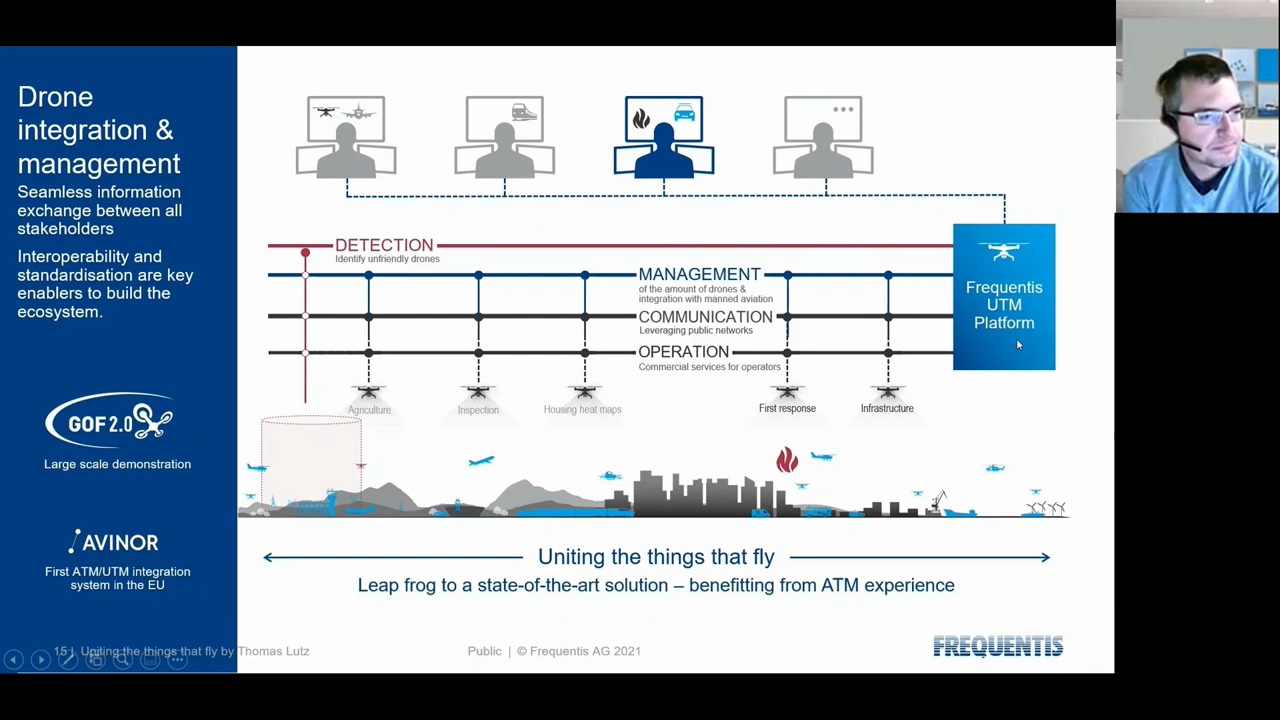 Drone
integration &
management
Seamless information
exchange between all
stakeholders
Interoperability and
standardisation are key
enablers to build the
ecosystem.
GOF 2.0
Large scale demonstration
AVINOR
First ATM/UTM integration
system in the EU
DETECTION
Identify unfriendly drones
MANAGEMENT
of the amount of drones &
integration with manned aviation
COMMUNICATION
Leveraging public networks
OPERATION
Commercial services for operators
Frequentis
UTM
Platform
Agriculture
Inspection
Housing heat maps
First response
Infrastructure
Uniting the things that fly
Leap frog to a state-of-the-art solution – benefitting from ATM experience
15 | Uniting the things that fly by Thomas Lutz
Public | © Frequentis AG 2021
FREQUENTIS